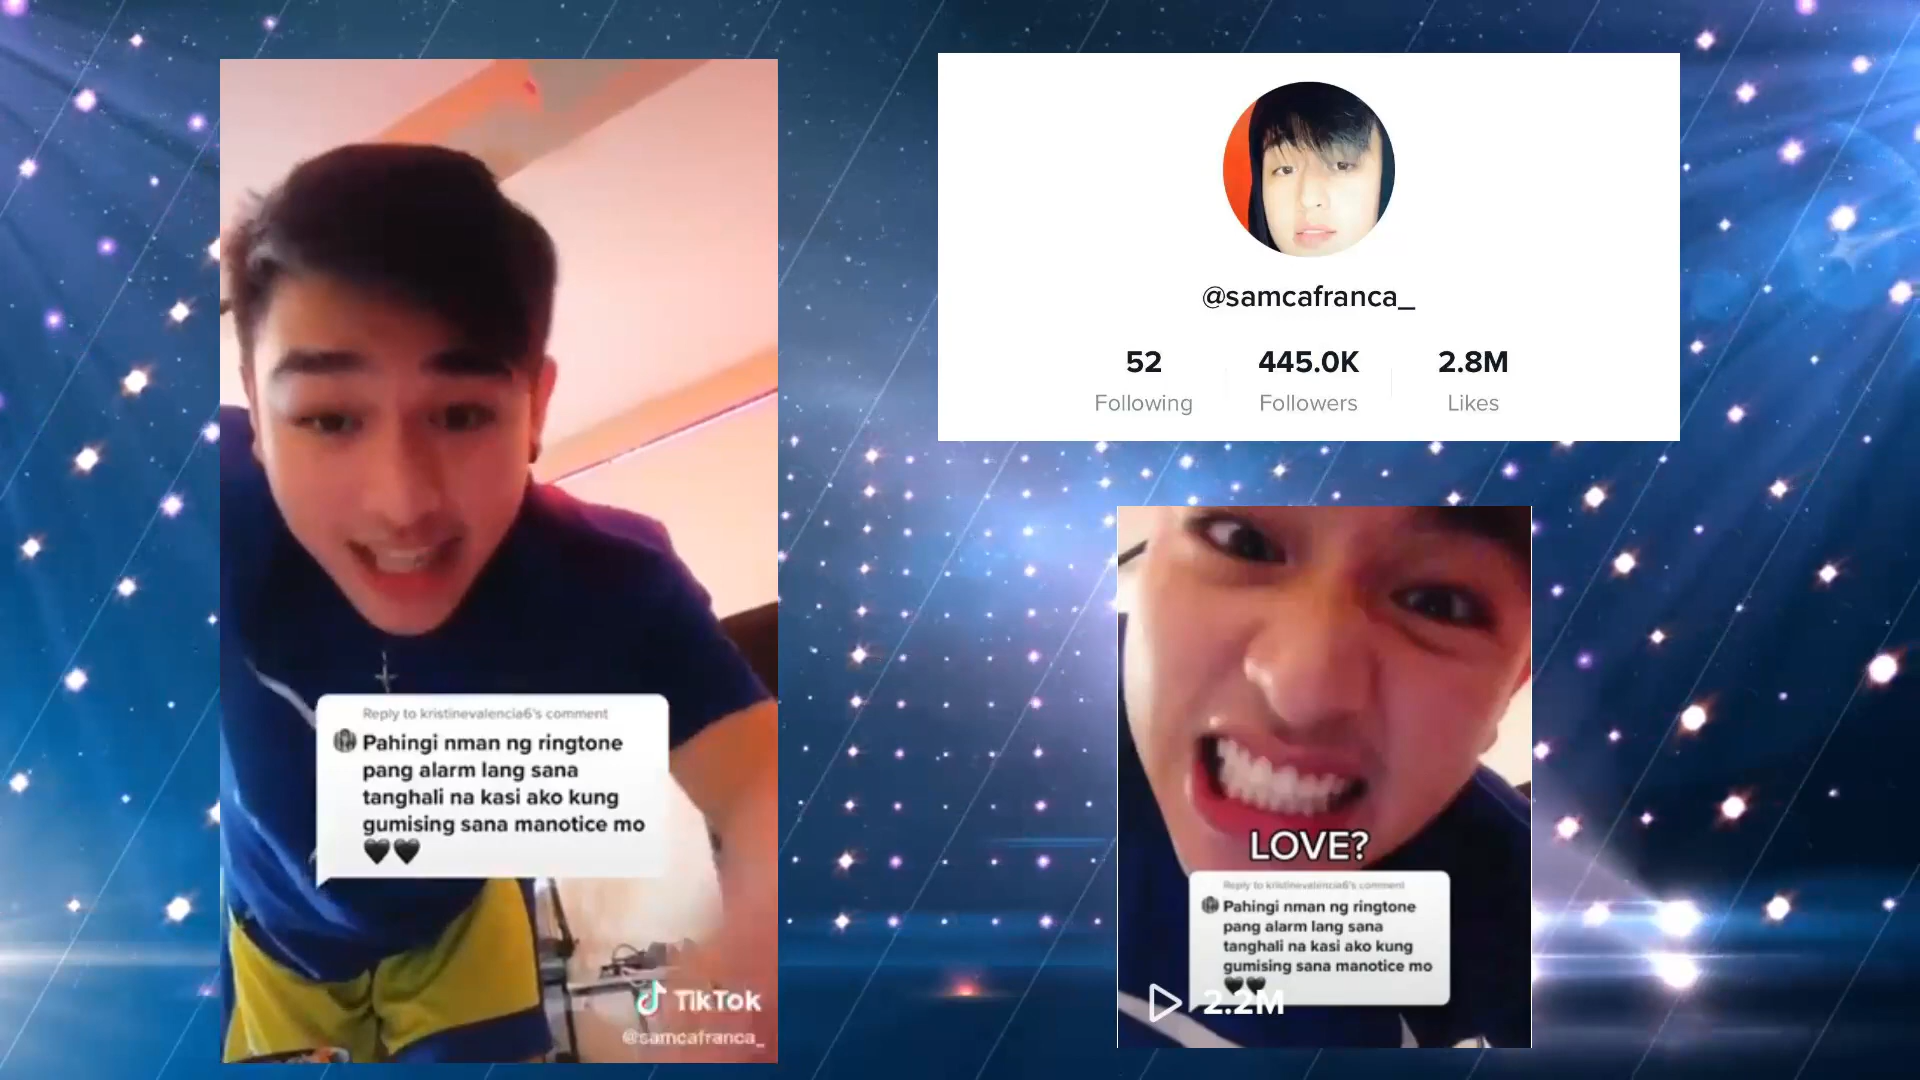 Reply to kristinevalencia6's comment
Pahingi nman ng ringtone
pang alarm lang sana
tanghali na kasi ako kung
gumising sana manotice mo
🖤🖤
TikTok
@samcafranca_
@samcafranca_
52
Following
445.0K
Followers
2.8M
Likes
LOVE?
Reply to kristinevalencia6's comment
Pahingi nman ng ringtone
pang alarm lang sana
tanghali na kasi ako kung
gumising sana manotice mo
🖤🖤
2.2M